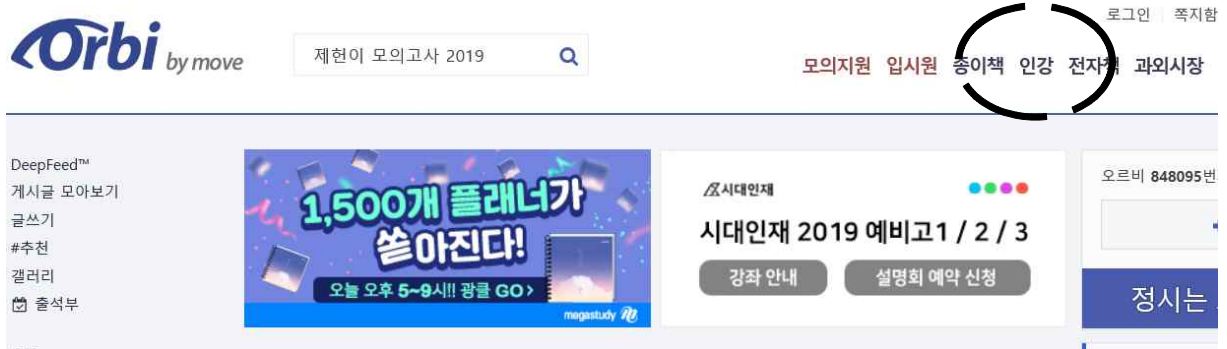 로그인 쪽지함
Orbi by move
제헌이 모의고사 2019
모의지원 입시원 종이책 인강 전자책 과외시장
DeepFeed™
게시글 모아보기
글쓰기
#추천
갤러리
출석부
1,500개 플래너가
쏟아진다!
오늘 오후 5~9시!! 광클 GO>
megastudy
시대인재
시대인재 2019 예비고1 / 2 / 3
강좌 안내 설명회 예약 신청
오르비 848095번
정시는